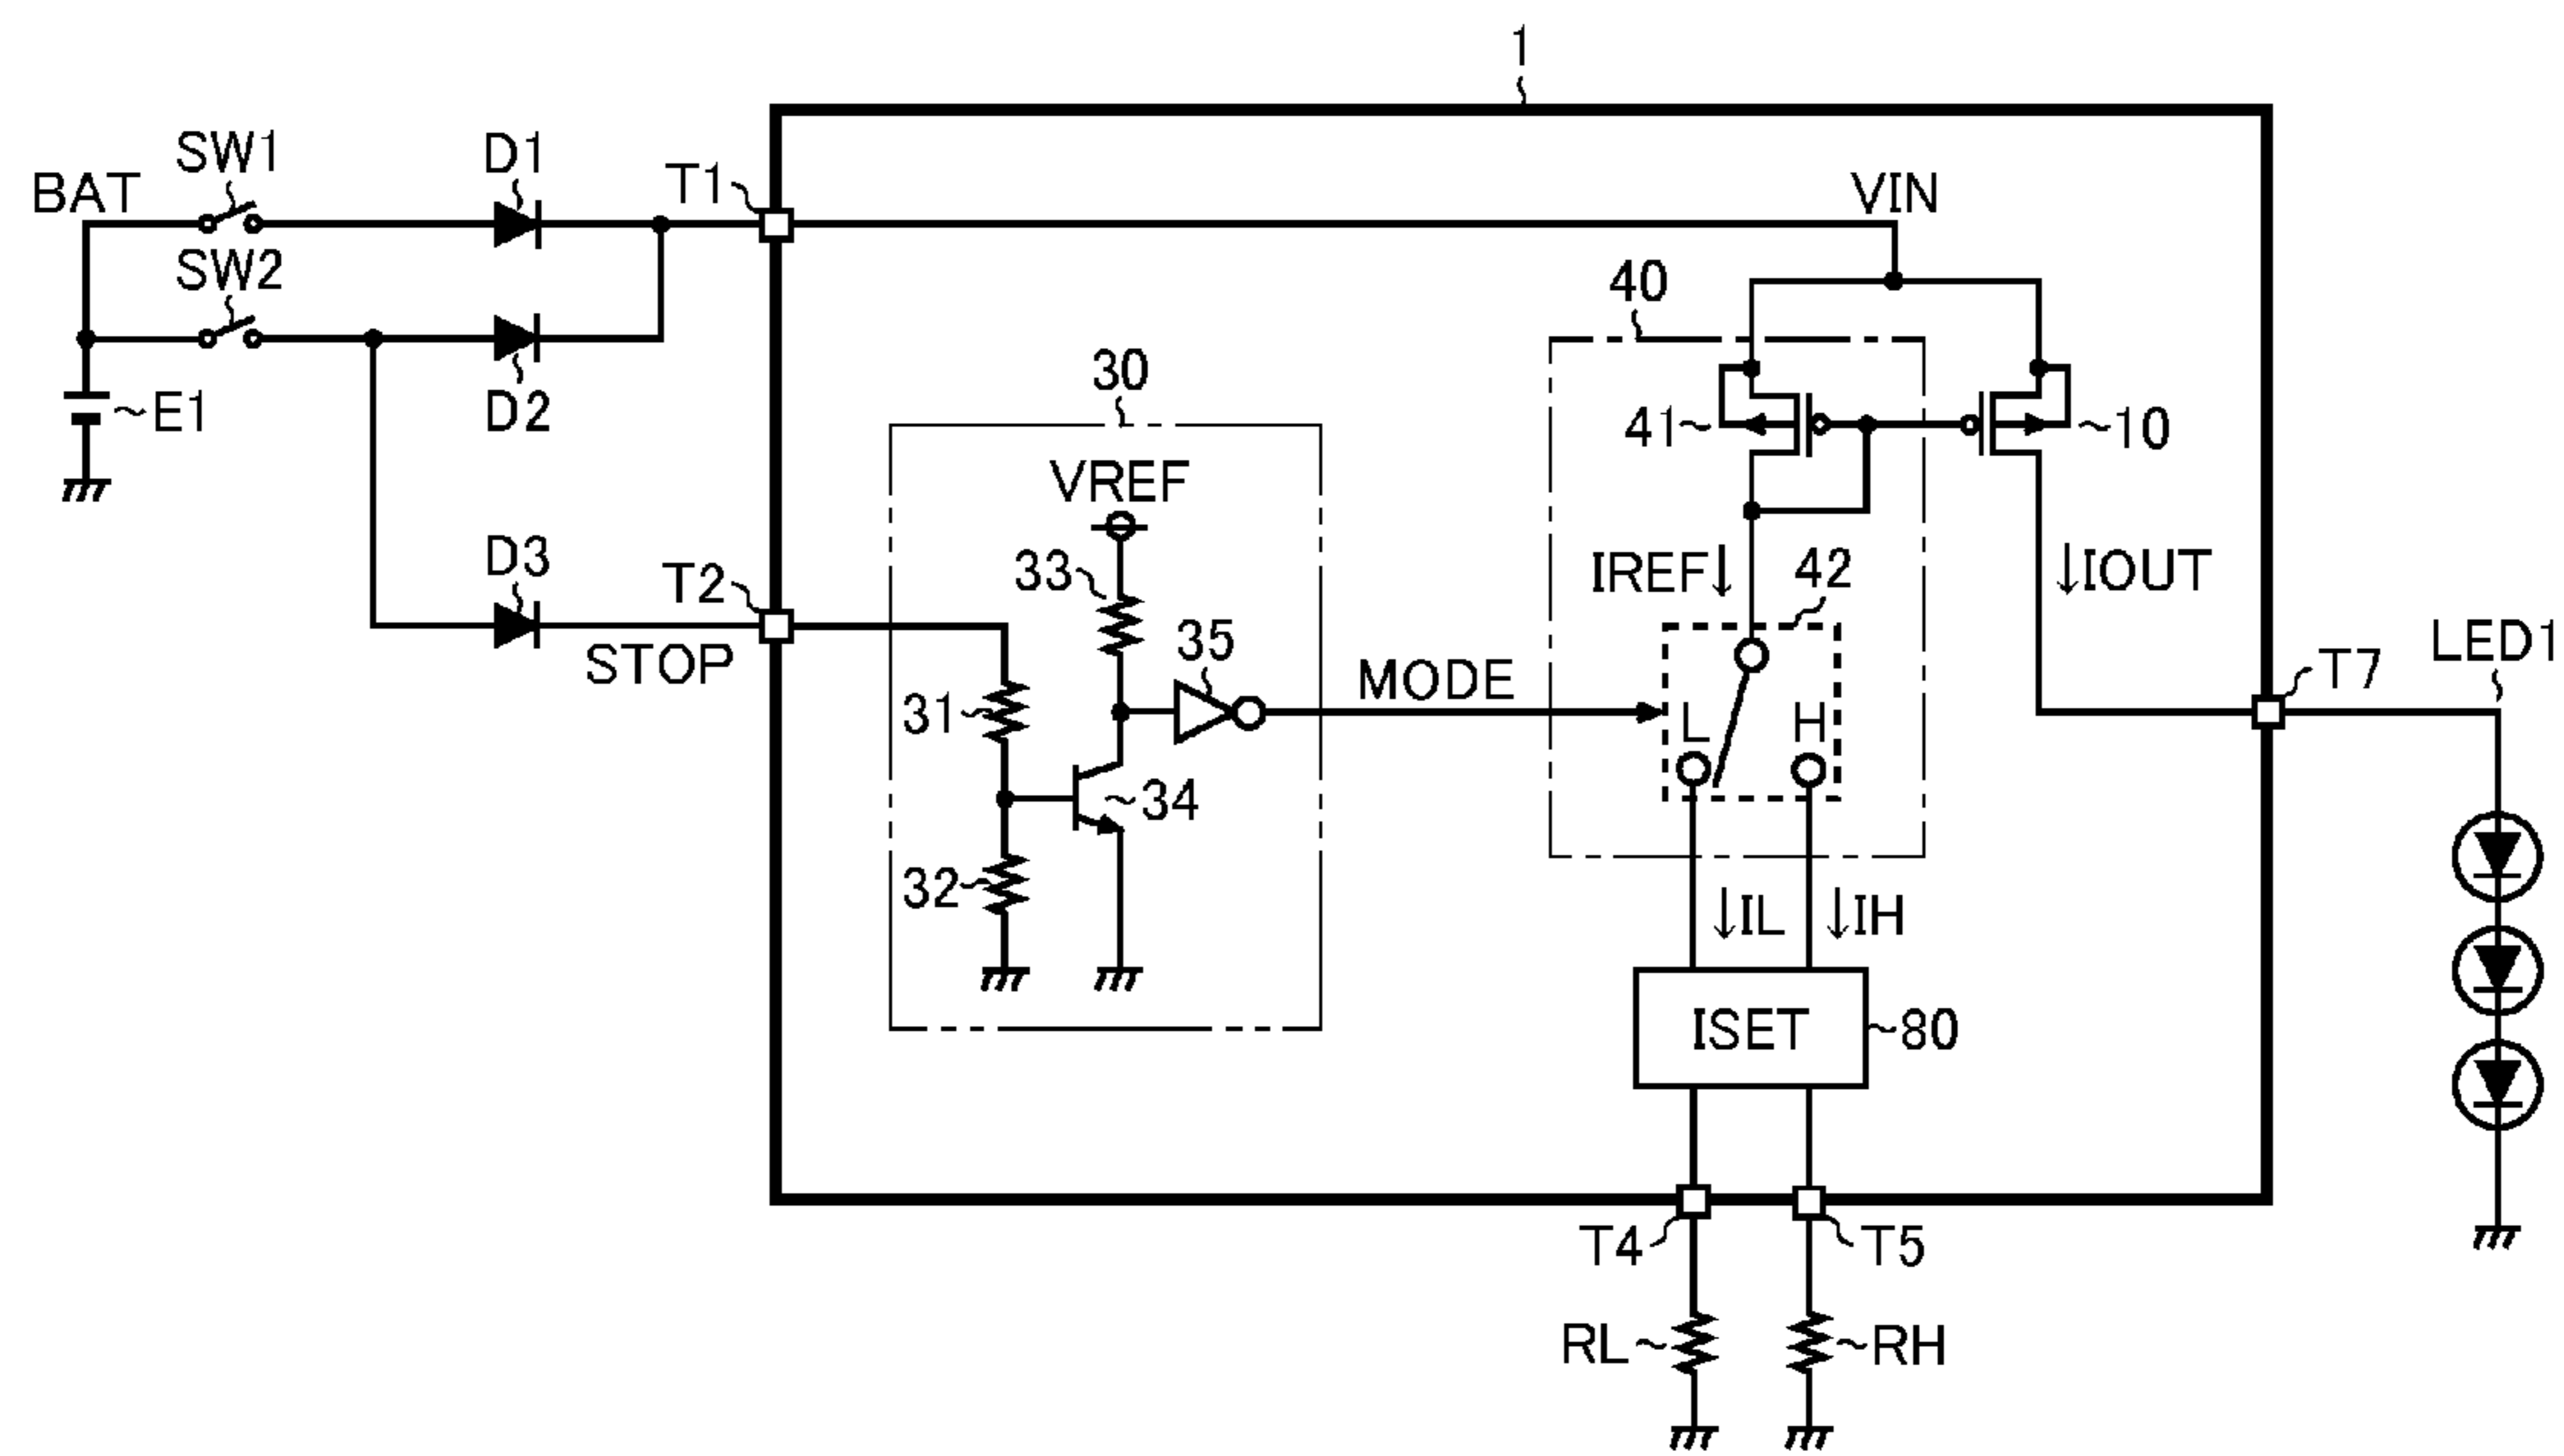 1
SW1
D1
BAT
T1
VIN
SW2
40
30
~E1
D2
41~
~10
VREF
D3
33
T2
IREF↓
42
↓IOUT
STOP
35
MODE
LED1
T7
31~
L
H
~34
32~
↓IL
↓IH
ISET
~80
T4
T5
RL~
~RH